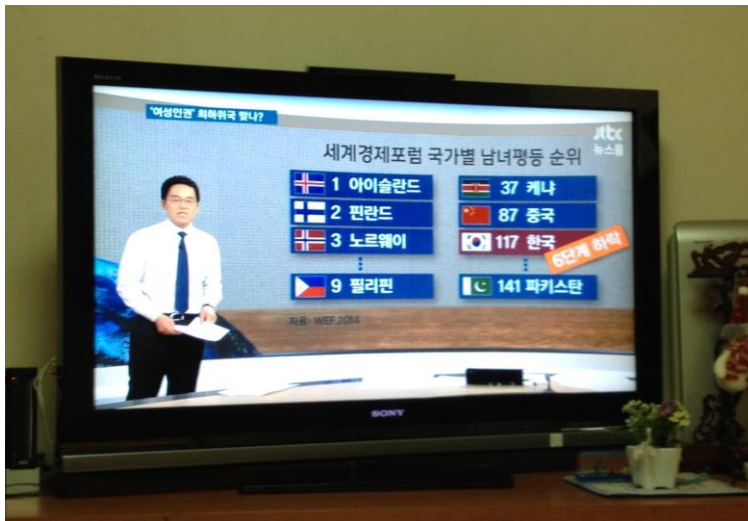 BRAVIA
'여성인권' 최하위국 맞나?
jtbc
뉴스룸
세계경제포럼 국가별 남녀평등 순위
1 아이슬란드
2 핀란드
3 노르웨이
9 필리핀
37 케냐
87 중국
117 한국
6단계 하락
141 파키스탄
자료: WEF,2014
SONY